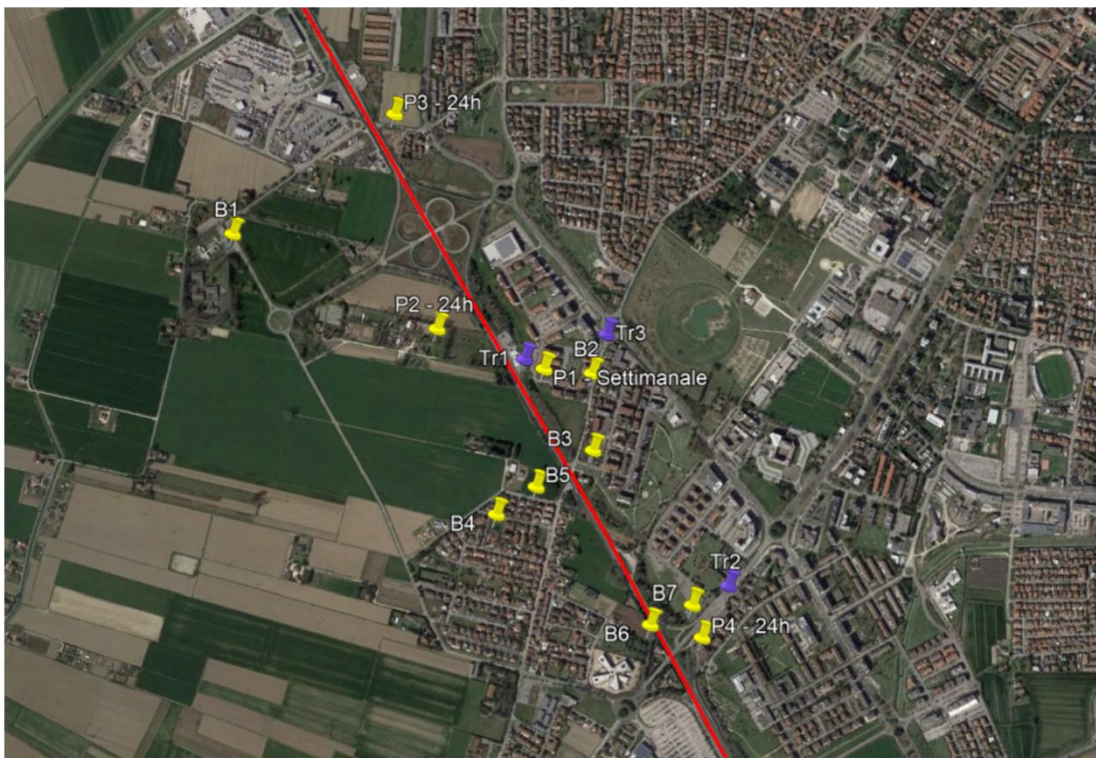 P3 - 24h
B1
P2 - 24h
Tr3
Tr1
B2
P1 - Settimanale
B3
B5
B4
Tr2
B7
B6
P4 - 24h